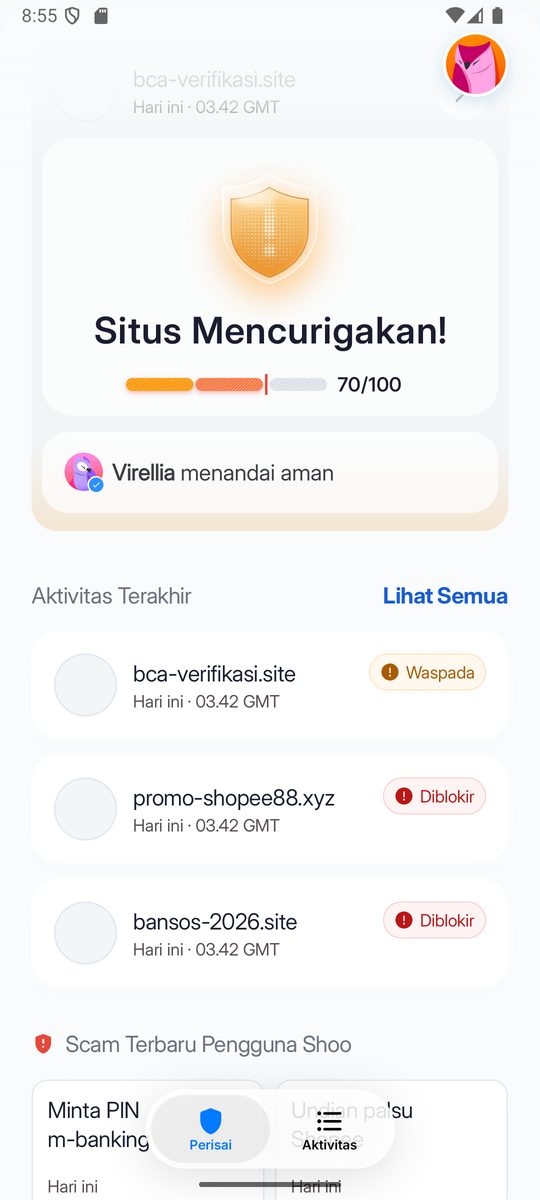 8:55
bca-verifikasi.site
Hari ini · 03.42 GMT
Situs Mencurigakan!
70/100
Virellia menandai aman
Aktivitas Terakhir
Lihat Semua
bca-verifikasi.site
Waspada
Hari ini · 03.42 GMT
promo-shopee88.xyz
Diblokir
Hari ini · 03.42 GMT
bansos-2026.site
Diblokir
Hari ini · 03.42 GMT
Scam Terbaru Pengguna Shoo
Minta PIN
m-banking
Hari ini
Undian palsu
Shopee
Hari ini
Perisai
Aktivitas